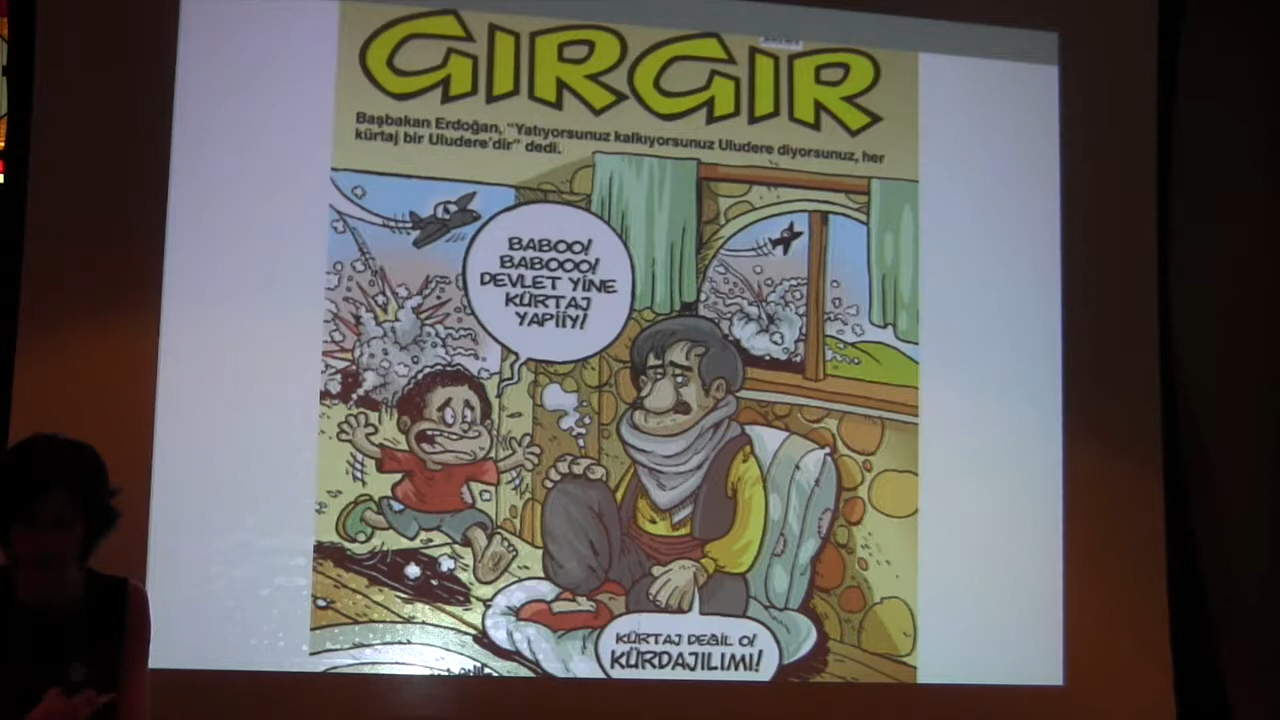 GIRGIR
Başbakan Erdoğan, "Yatıyorsunuz kalkıyorsunuz Uludere diyorsunuz, her
kürtaj bir Uludere'dir" dedi.
BABOO!
BABOOO!
DEVLET YİNE
KÜRTAJ
YAPIİY!
KÜRTAJ DEĞİL O!
KÜRDAJILIMI!